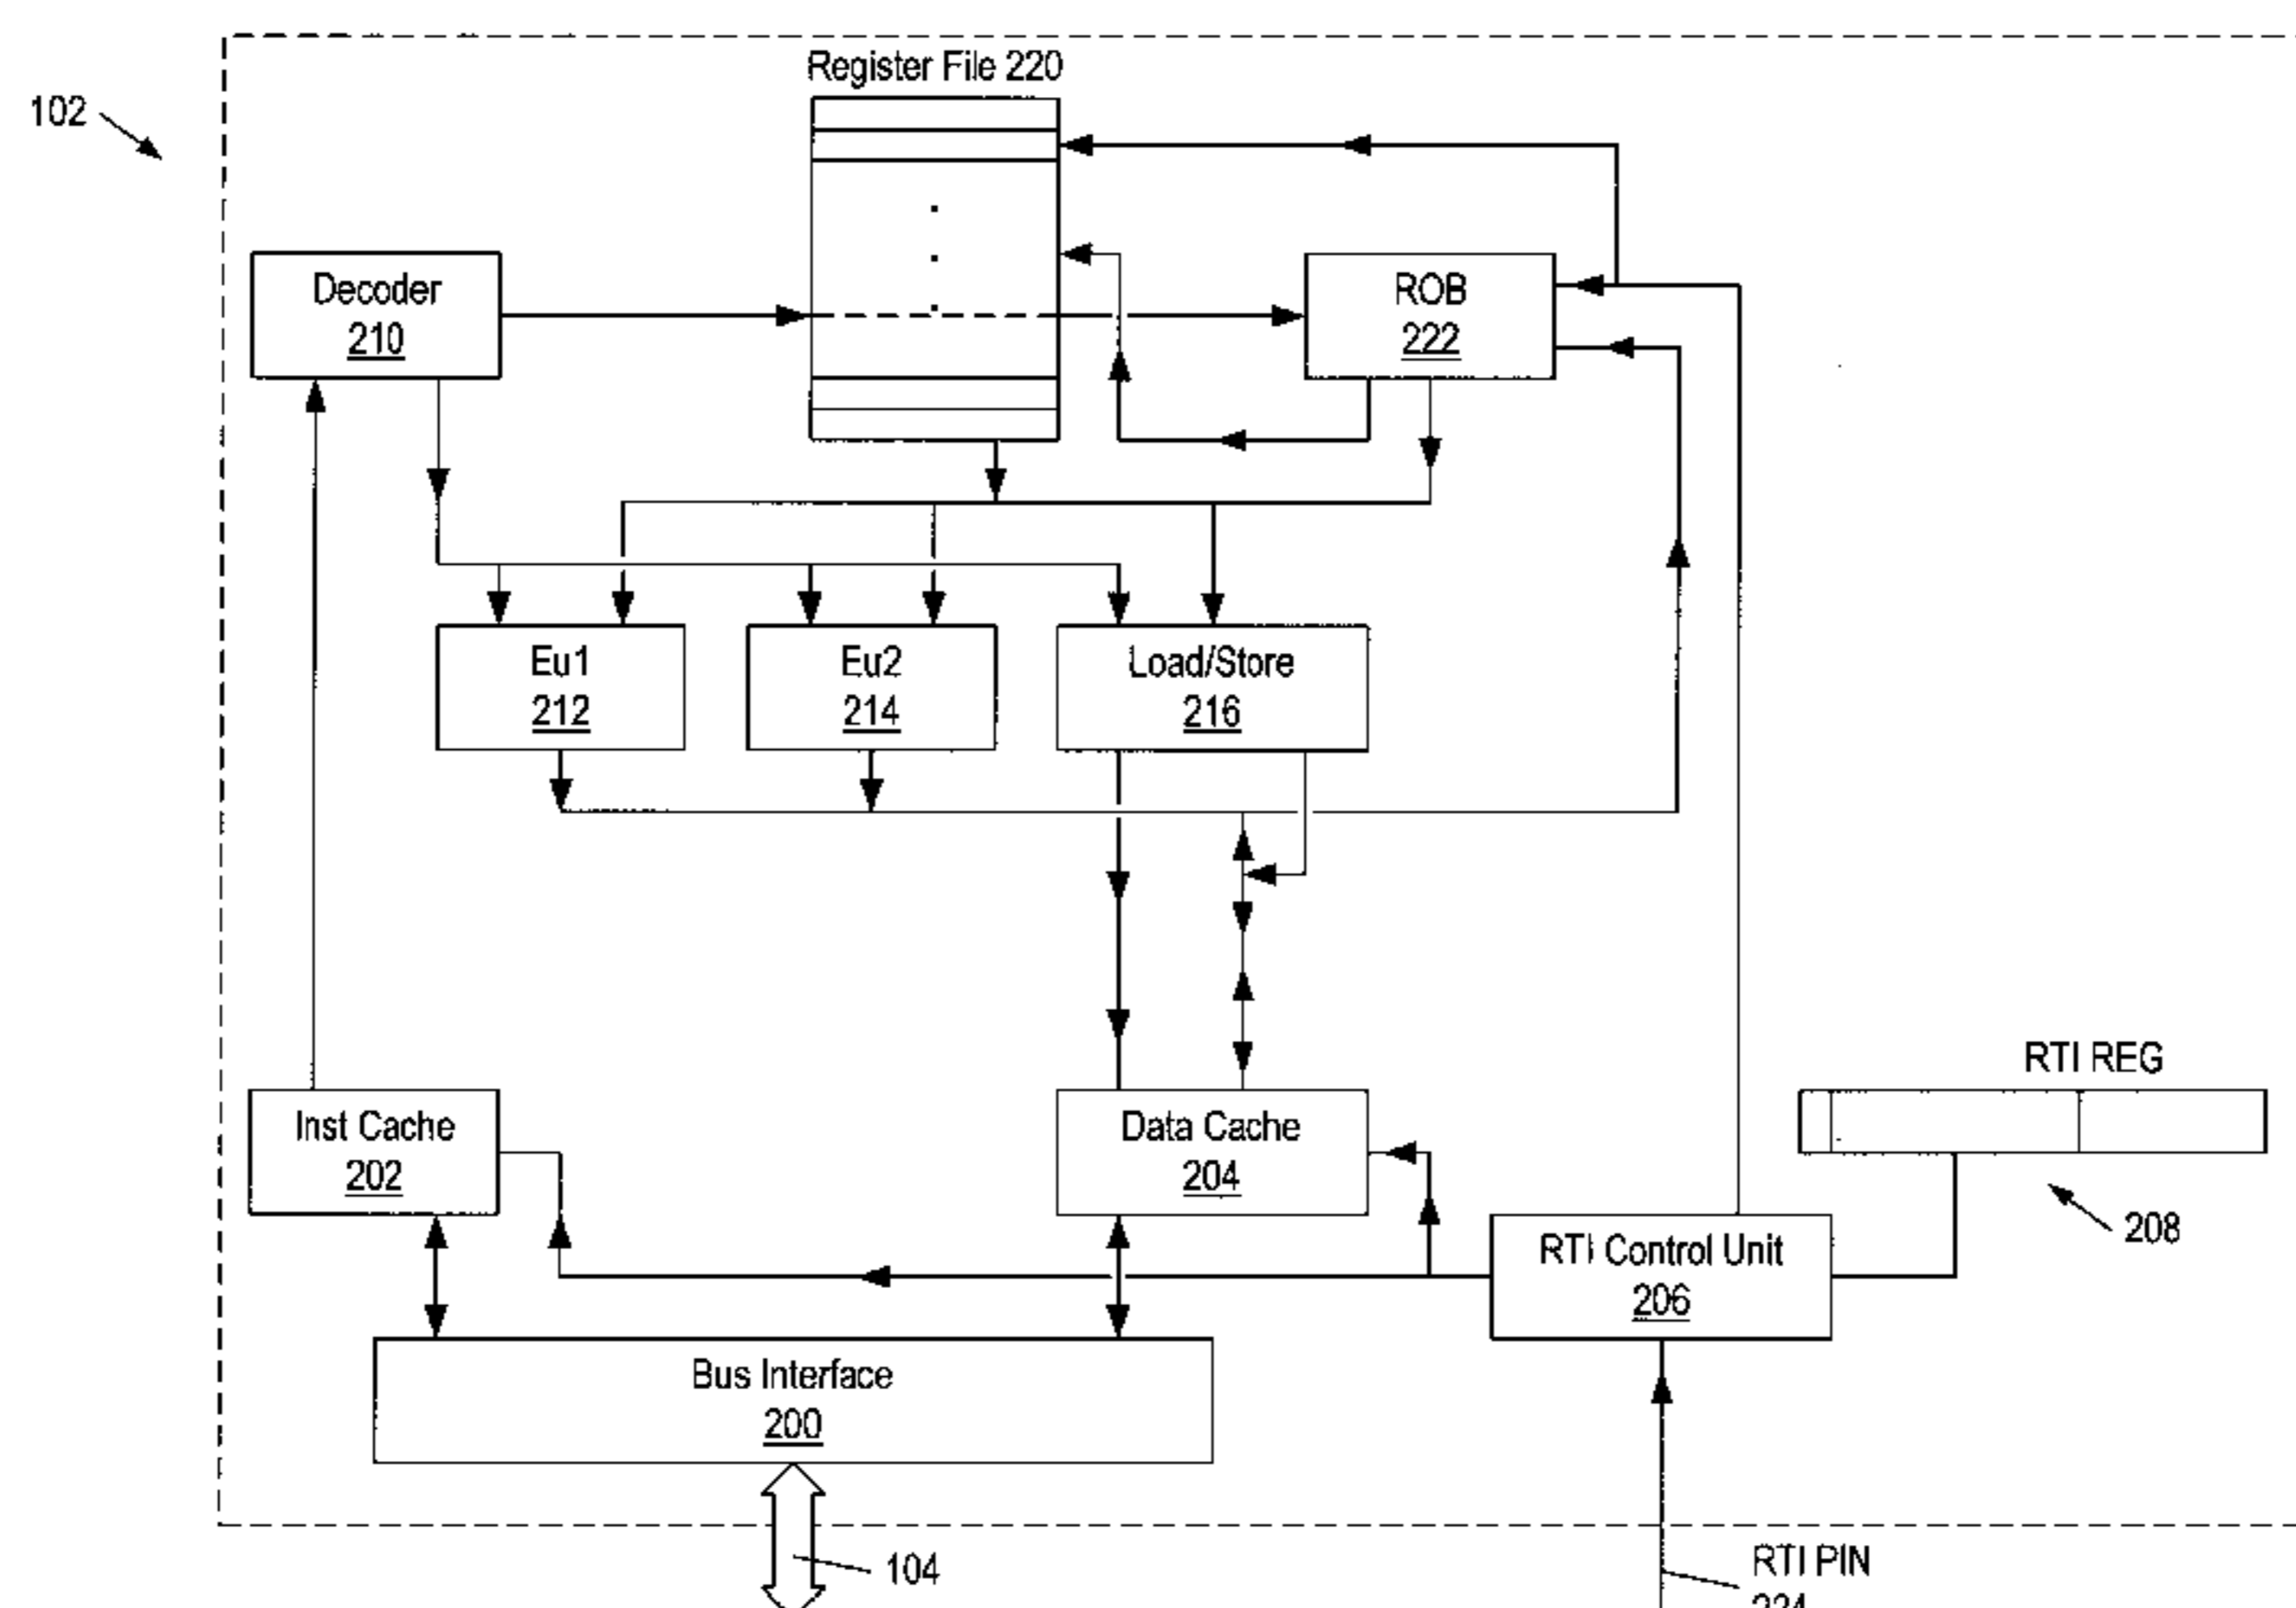 Register File 220
102
Decoder
210
ROB
222
Eu1
212
Eu2
214
Load/Store
216
RTI REG
Inst Cache
202
Data Cache
204
208
RTI Control Unit
206
Bus Interface
200
104
RTI PIN